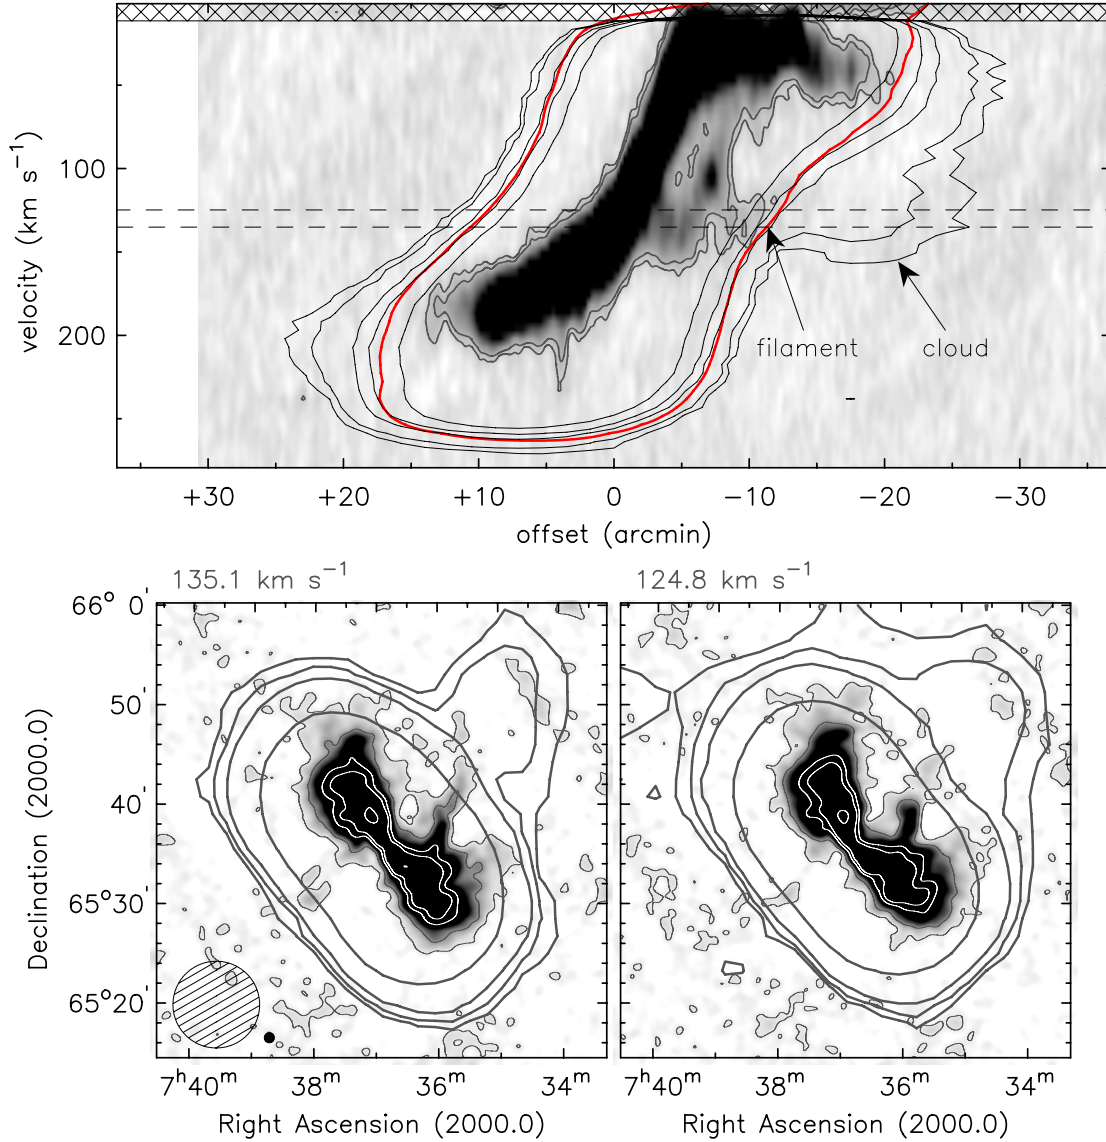 100
200
velocity (km s⁻¹)
filament
cloud
+30 +20 +10 0 −10 −20 −30
offset (arcmin)
135.1 km s⁻¹
124.8 km s⁻¹
66° 0'
50'
40'
65°30'
65°20'
Declination (2000.0)
7ʰ40ᵐ 38ᵐ 36ᵐ 34ᵐ
7ʰ40ᵐ 38ᵐ 36ᵐ 34ᵐ
Right Ascension (2000.0)
Right Ascension (2000.0)